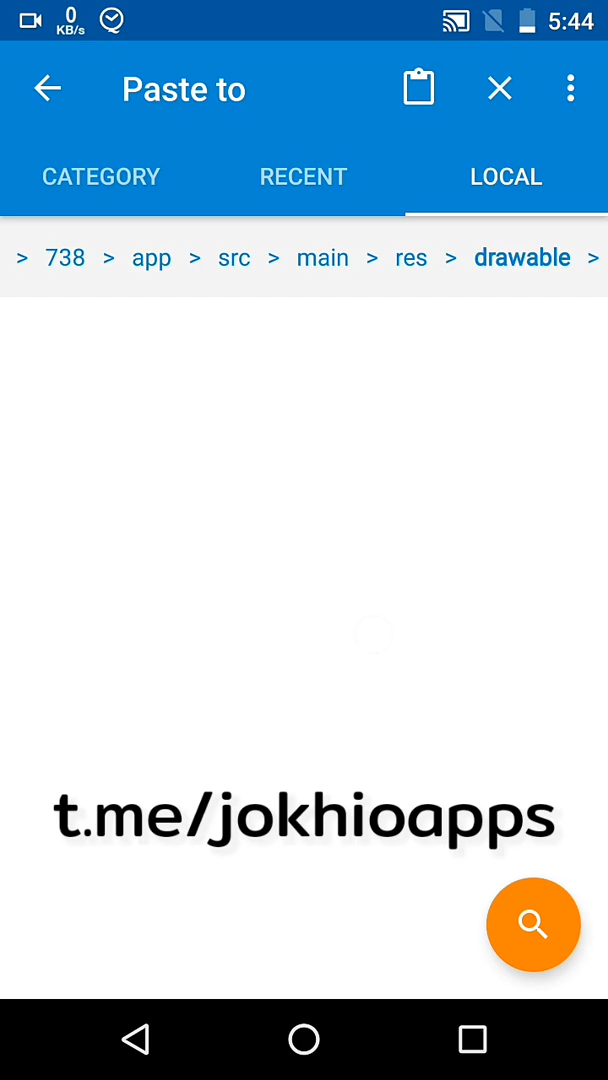 0
KB/s
5:44
Paste to
CATEGORY RECENT LOCAL
> 738 > app > src > main > res > drawable >
t.me/jokhioapps